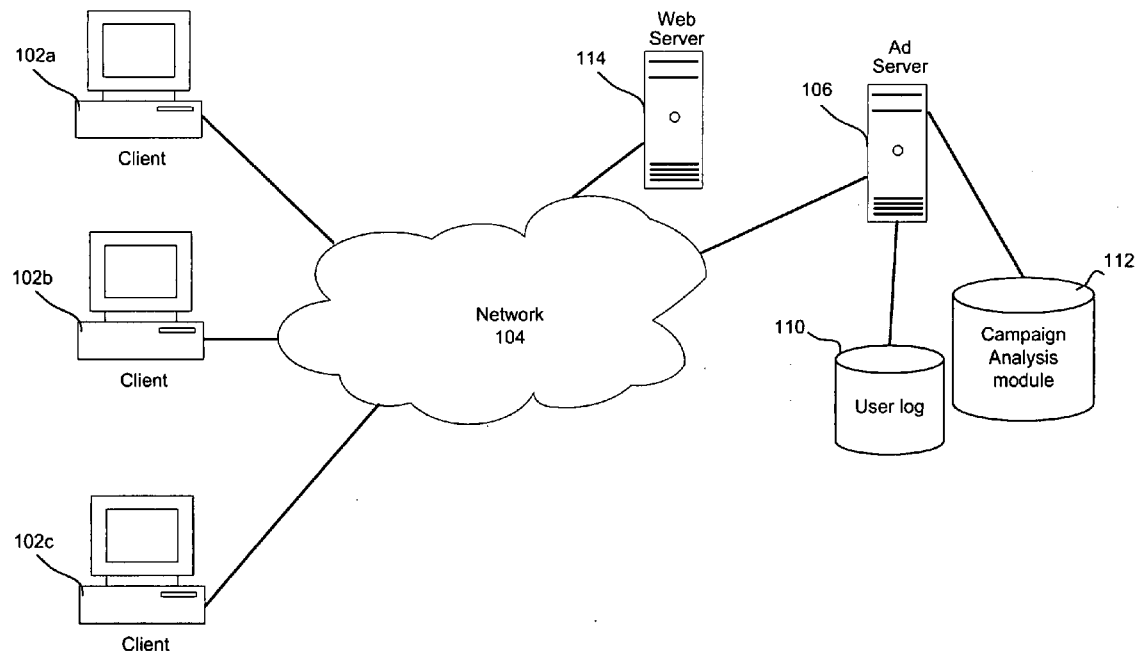 Web
Server
114
Ad
Server
106
102a
Client
102b
Client
Network
104
112
Campaign
Analysis
module
110
User log
102c
Client